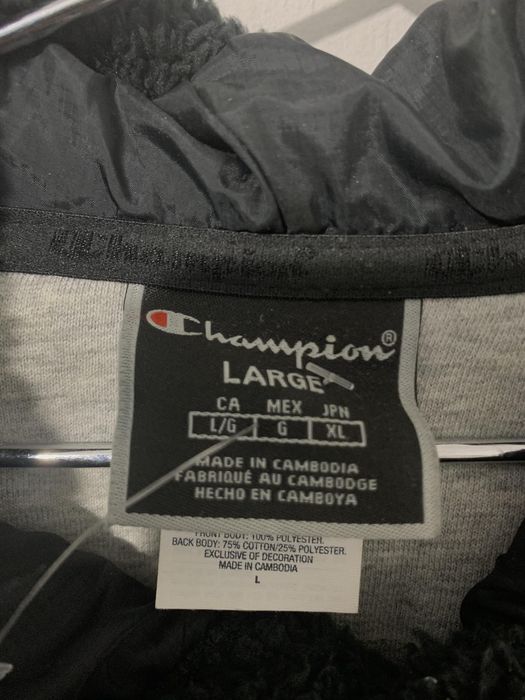 Champion
Champion®
LARGE
CA MEX JPN
L/G G XL
MADE IN CAMBODIA
FABRIQUÉ AU CAMBODGE
HECHO EN CAMBOYA
FRONT BODY: 100% POLYESTER.
BACK BODY: 75% COTTON/25% POLYESTER.
EXCLUSIVE OF DECORATION
MADE IN CAMBODIA
L